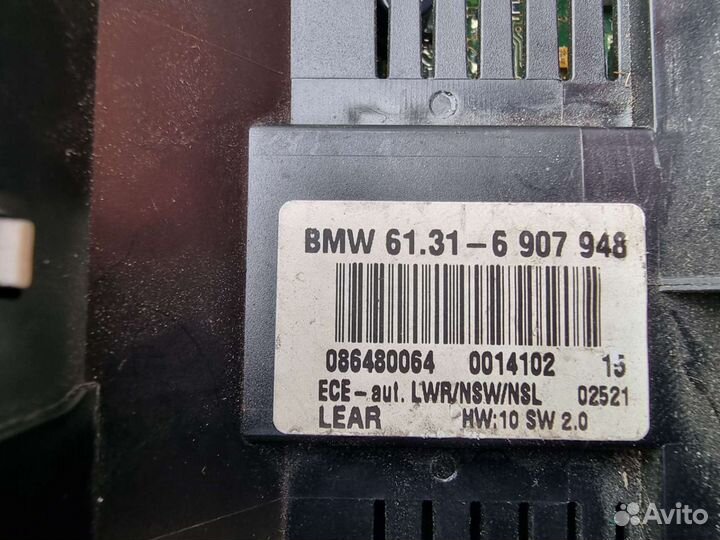 BMW 61.31-6 907 948
086480064 0014102 15
ECE-aut. LWR/NSW/NSL 02521
LEAR HW:10 SW 2.0
Avito